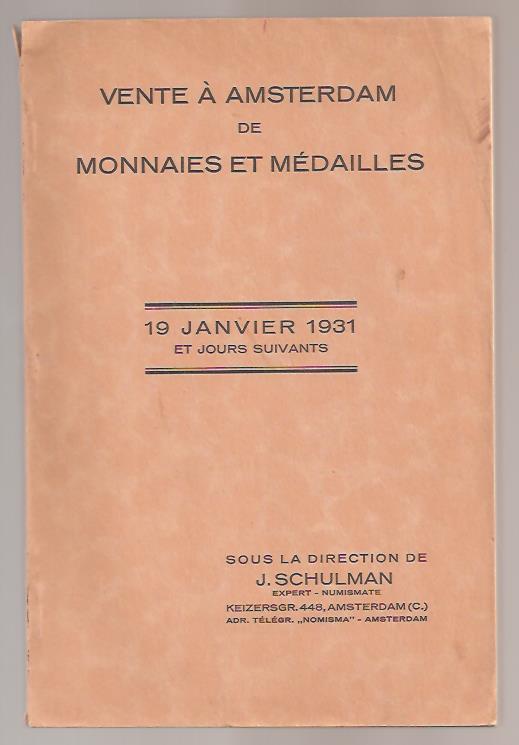 VENTE À AMSTERDAM
DE
MONNAIES ET MÉDAILLES
19 JANVIER 1931
ET JOURS SUIVANTS
SOUS LA DIRECTION DE
J. SCHULMAN
EXPERT - NUMISMATE
KEIZERSGR. 448, AMSTERDAM (C.)
ADR. TÉLÉGR. „NOMISMA" - AMSTERDAM